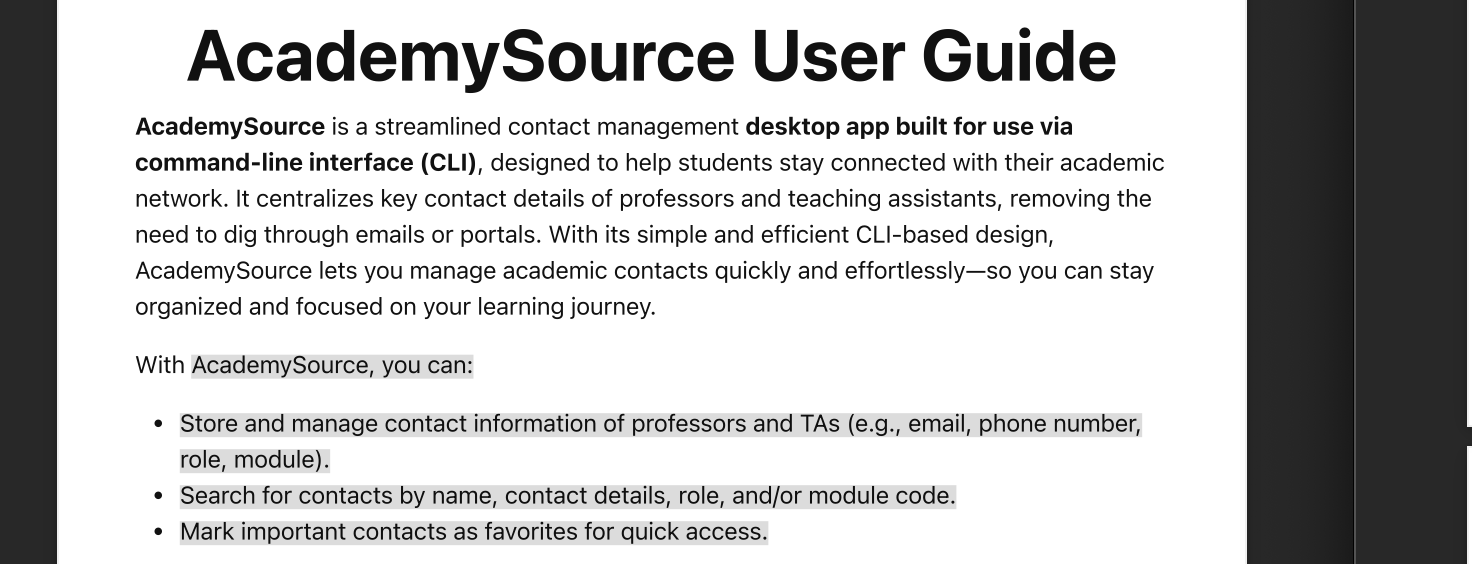 AcademySource User Guide
AcademySource is a streamlined contact management desktop app built for use via
command-line interface (CLI), designed to help students stay connected with their academic
network. It centralizes key contact details of professors and teaching assistants, removing the
need to dig through emails or portals. With its simple and efficient CLI-based design,
AcademySource lets you manage academic contacts quickly and effortlessly—so you can stay
organized and focused on your learning journey.
With AcademySource, you can:
• Store and manage contact information of professors and TAs (e.g., email, phone number,
role, module).
• Search for contacts by name, contact details, role, and/or module code.
• Mark important contacts as favorites for quick access.